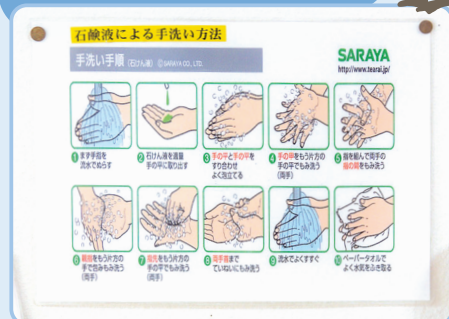 石鹸液による手洗い方法
手洗い手順 (石けん液) ©SARAYA CO., LTD.
SARAYA
http://www.tearai.jp/
1 まず手指を
流水でぬらす
2 石けん液を適量
手の平に取り出す
3 手の平と手の平を
すり合わせ
よく泡立てる
4 手の甲をもう片方の
手の平でもみ洗う
(両手)
5 指を組んで両手の
指の間をもみ洗う
6 親指をもう片方の
手で包みもみ洗う
(両手)
7 指先をもう片方の
手の平でもみ洗う
(両手)
8 両手首まで
ていねいにもみ洗う
9 流水でよくすすぐ
10 ペーパータオルで
よく水気をふき取る